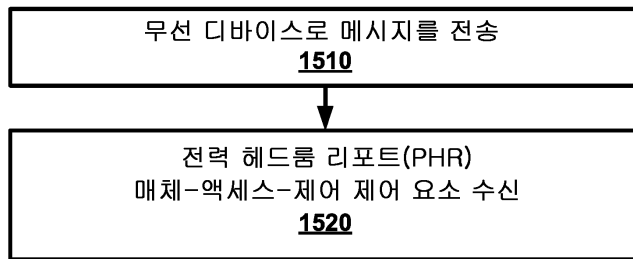 무선 디바이스로 메시지를 전송
1510
전력 헤드룸 리포트(PHR)
매체-액세스-제어 제어 요소 수신
1520